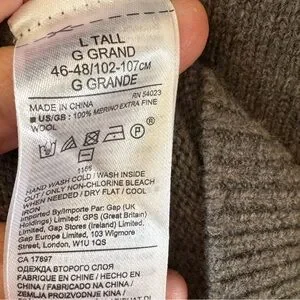 L TALL
G GRAND
46-48/102-107CM
G GRANDE
RN 54023
MADE IN CHINA
■ US/GB: 100% MERINO EXTRA FINE
WOOL
1166
HAND WASH COLD / WASH INSIDE
OUT / ONLY NON-CHLORINE BLEACH
WHEN NEEDED / DRY FLAT / COOL
IRON
Imported By/Importe Par: Gap (UK
Holdings) Limited: GPS (Great Britain)
Limited, Gap Stores (Ireland) Limited,
Gap Europe Limited, 103 Wigmore
Street, London, W1U 1QS
CA 17897
ОДЕЖДА ВТОРОГО СЛОЯ
FABRIQUÉ EN CHINE / HECHO EN
CHINA / FABRICADO NA CHINA /
ZEMLJA PROIZVODNJE KINA /